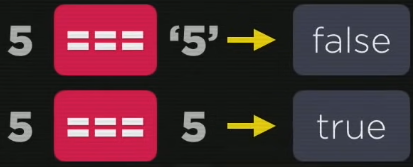 5 === ‘5’ → false
5 === 5 → true